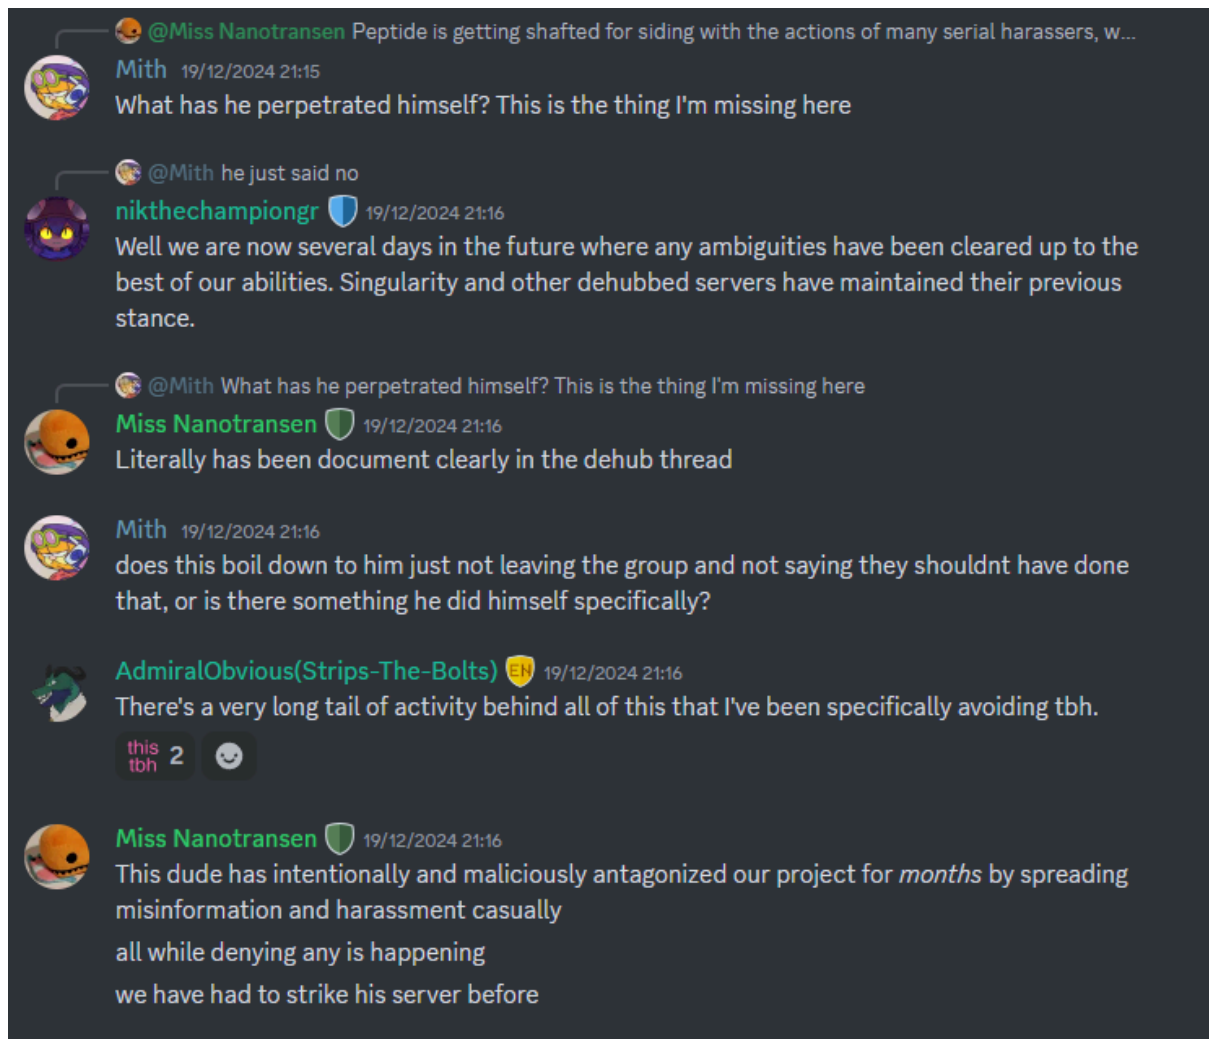 @Miss Nanotransen Peptide is getting shafted for siding with the actions of many serial harassers, w...
Mith 19/12/2024 21:15
What has he perpetrated himself? This is the thing I'm missing here
@Mith he just said no
nikthechampiongr 19/12/2024 21:16
Well we are now several days in the future where any ambiguities have been cleared up to the
best of our abilities. Singularity and other dehubbed servers have maintained their previous
stance.
@Mith What has he perpetrated himself? This is the thing I'm missing here
Miss Nanotransen 19/12/2024 21:16
Literally has been document clearly in the dehub thread
Mith 19/12/2024 21:16
does this boil down to him just not leaving the group and not saying they shouldnt have done
that, or is there something he did himself specifically?
AdmiralObvious(Strips-The-Bolts) EN 19/12/2024 21:16
There's a very long tail of activity behind all of this that I've been specifically avoiding tbh.
this
tbh 2
Miss Nanotransen 19/12/2024 21:16
This dude has intentionally and maliciously antagonized our project for months by spreading
misinformation and harassment casually
all while denying any is happening
we have had to strike his server before